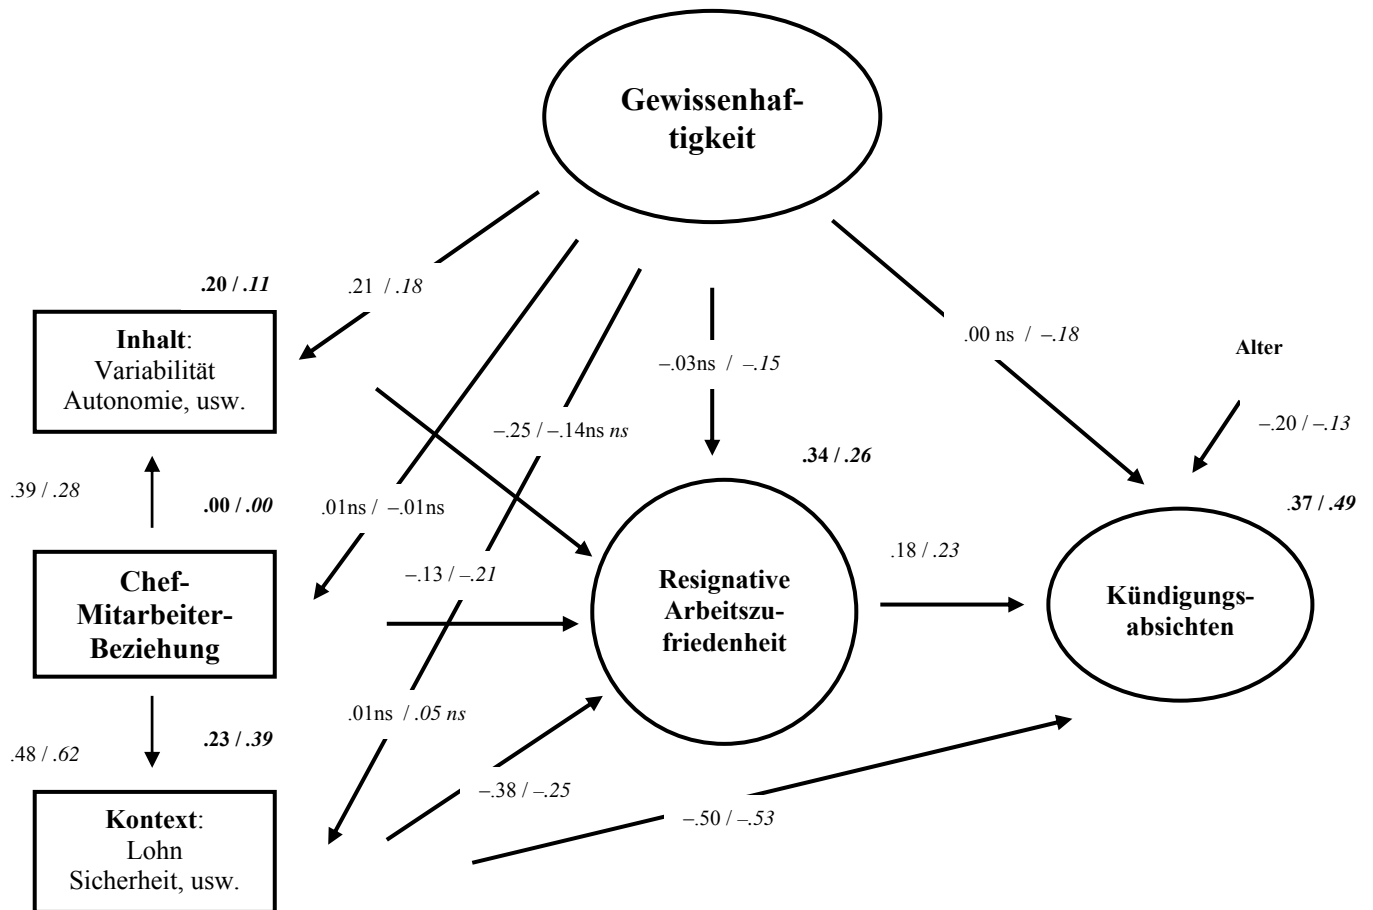 Gewissenhaf-
tigkeit
.20 / .11
.21 / .18
Inhalt:
Variabilität
Autonomie, usw.
.00 ns / –.18
Alter
–.03ns / –.15
–.20 / –.13
–.25 / –.14ns ns
.34 / .26
.39 / .28
.00 / .00
.01ns / –.01ns
.37 / .49
Chef-
Mitarbeiter-
Beziehung
–.13 / –.21
Resignative
Arbeitszu-
friedenheit
.18 / .23
Kündigungs-
absichten
.01ns / .05 ns
.48 / .62
.23 / .39
–.38 / –.25
–.50 / –.53
Kontext:
Lohn
Sicherheit, usw.